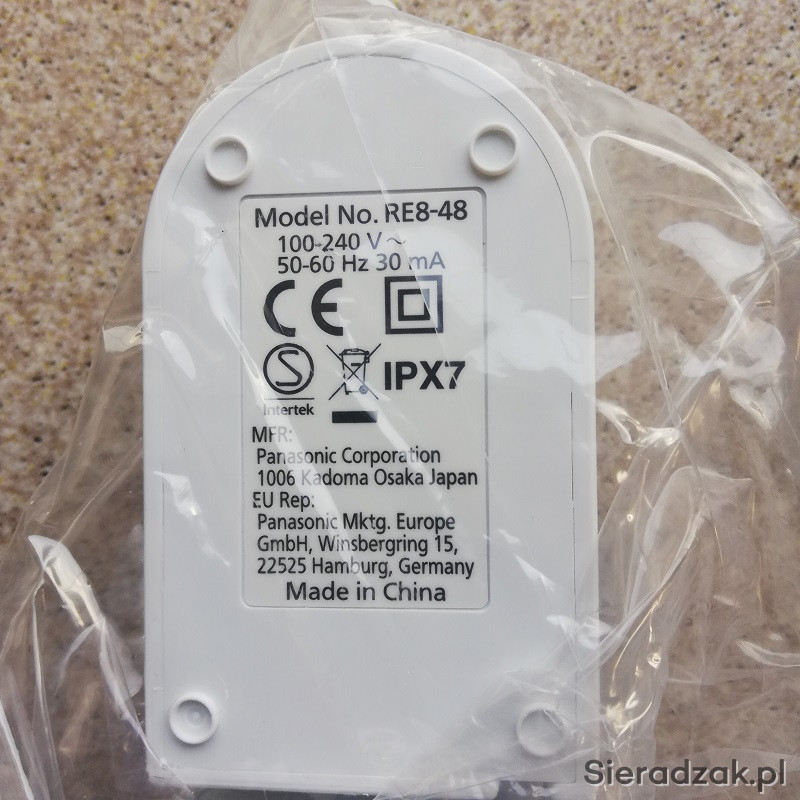 Model No. RE8-48
100-240 V ~
50-60 Hz 30 mA
CE
S
Intertek
IPX7
MFR:
Panasonic Corporation
1006 Kadoma Osaka Japan
EU Rep:
Panasonic Mktg. Europe
GmbH, Winsbergring 15,
22525 Hamburg, Germany
Made in China
Sieradzak.pl